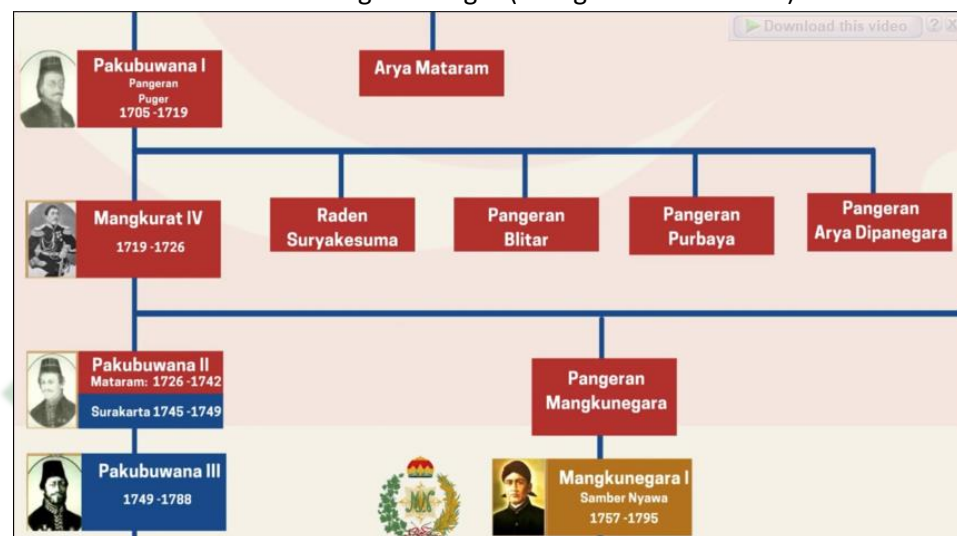 Download this video ? X
Pakubuwana I
Pangeran
Puger
1705 -1719
Arya Mataram
Mangkurat IV
1719 -1726
Raden
Suryakesuma
Pangeran
Blitar
Pangeran
Purbaya
Pangeran
Arya Dipanegara
Pakubuwana II
Mataram: 1726 -1742
Surakarta 1745 -1749
Pangeran
Mangkunegara
Pakubuwana III
1749 -1788
Mangkunegara I
Samber Nyawa
1757 -1795